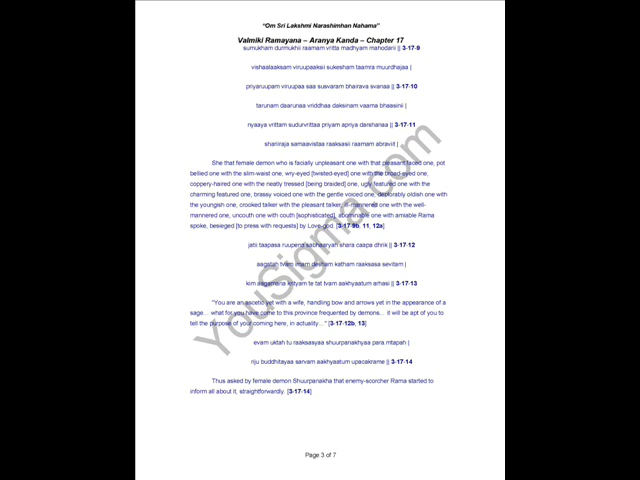 "Om Sri Lakshmi Narashimhan Nahama"
Valmiki Ramayana – Aranya Kanda – Chapter 17
sumukham durmukhii raamam vritta madhyam mahodarii || 3-17-9
vishaalaaksam viruupaaksii sukesham taamra muurdhajaa |
priyaruupam viruupaa saa susvaram bhairava svanaa || 3-17-10
tarunam daarunaa vriddhaa daksinam vaama bhaasinii |
nyaaya vrittam sudurvrittaa priyam apriya darshanaa || 3-17-11
shariiraja samaavistaa raaksasii raamam abraviit |
She that female demon who is facially unpleasant one with that pleasant faced one, pot
bellied one with the slim-waist one, wry-eyed [twisted-eyed] one with the broad-eyed one,
coppery-haired one with the neatly tressed [being braided] one, ugly featured one with the
charming featured one, brassy voiced one with the gentle voiced one, deplorably oldish one with
the youngish one, crooked talker with the pleasant talker, ill-mannered one with the well-
mannered one, uncouth one with couth [sophisticated], abominable one with amiable Rama
spoke, besieged [to press with requests] by Love-god. [3-17-9b, 11, 12a]
jatii taapasa ruupena sabhaaryah shara caapa dhrik || 3-17-12
aagatah tvam imam desham katham raaksasa sevitam |
kim aagamana krityam te tat tvam aakhyaatum arhasi || 3-17-13
"You are an ascetic yet with a wife, handling bow and arrows yet in the appearance of a
sage... what for you have come to this province frequented by demons... it will be apt of you to
tell the purpose of your coming here, in actuality..." [3-17-12b, 13]
evam uktah tu raaksasyaa shuurpanakhyaa para.mtapah |
riju buddhitayaa sarvam aakhyaatum upacakrame || 3-17-14
Thus asked by female demon Shuurpanakha that enemy-scorcher Rama started to
inform all about it, straightforwardly. [3-17-14]
Page 3 of 7
YouSigma.com